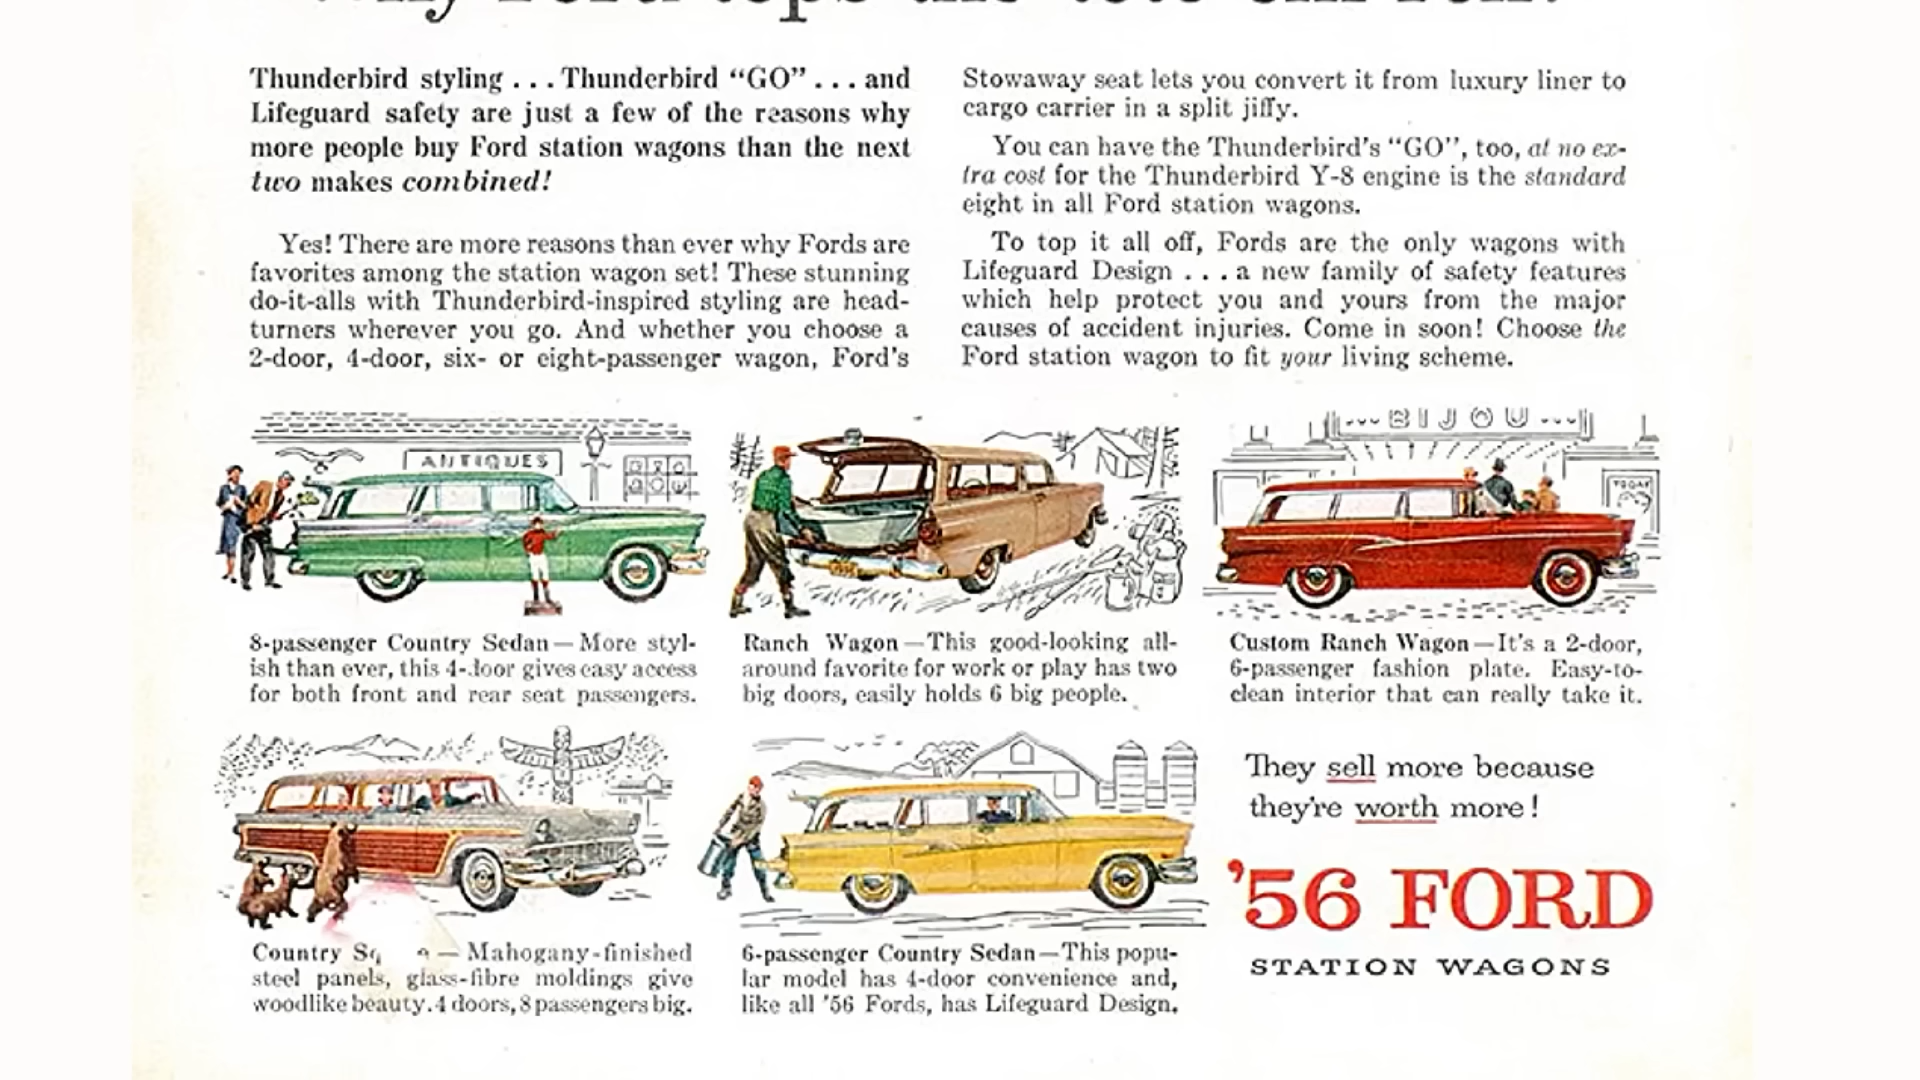 Thunderbird styling . . . Thunderbird “GO” . . . and
Lifeguard safety are just a few of the reasons why
more people buy Ford station wagons than the next
two makes combined!
Yes! There are more reasons than ever why Fords are
favorites among the station wagon set! These stunning
do-it-alls with Thunderbird-inspired styling are head-
turners wherever you go. And whether you choose a
2-door, 4-door, six- or eight-passenger wagon, Ford’s
Stowaway seat lets you convert it from luxury liner to
cargo carrier in a split jiffy.
You can have the Thunderbird’s “GO”, too, at no ex-
tra cost for the Thunderbird Y-8 engine is the standard
eight in all Ford station wagons.
To top it all off, Fords are the only wagons with
Lifeguard Design . . . a new family of safety features
which help protect you and yours from the major
causes of accident injuries. Come in soon! Choose the
Ford station wagon to fit your living scheme.
ANTIQUES
BIJOU
TODAY
8-passenger Country Sedan—More styl-
ish than ever, this 4-door gives easy access
for both front and rear seat passengers.
Ranch Wagon—This good-looking all-
around favorite for work or play has two
big doors, easily holds 6 big people.
Custom Ranch Wagon—It’s a 2-door,
6-passenger fashion plate. Easy-to-
clean interior that can really take it.
Country — Mahogany-finished
steel panels, glass-fibre moldings give
woodlike beauty. 4 doors, 8 passengers big.
6-passenger Country Sedan—This popu-
lar model has 4-door convenience and,
like all ’56 Fords, has Lifeguard Design.
They sell more because
they’re worth more!
’56 FORD
STATION WAGONS